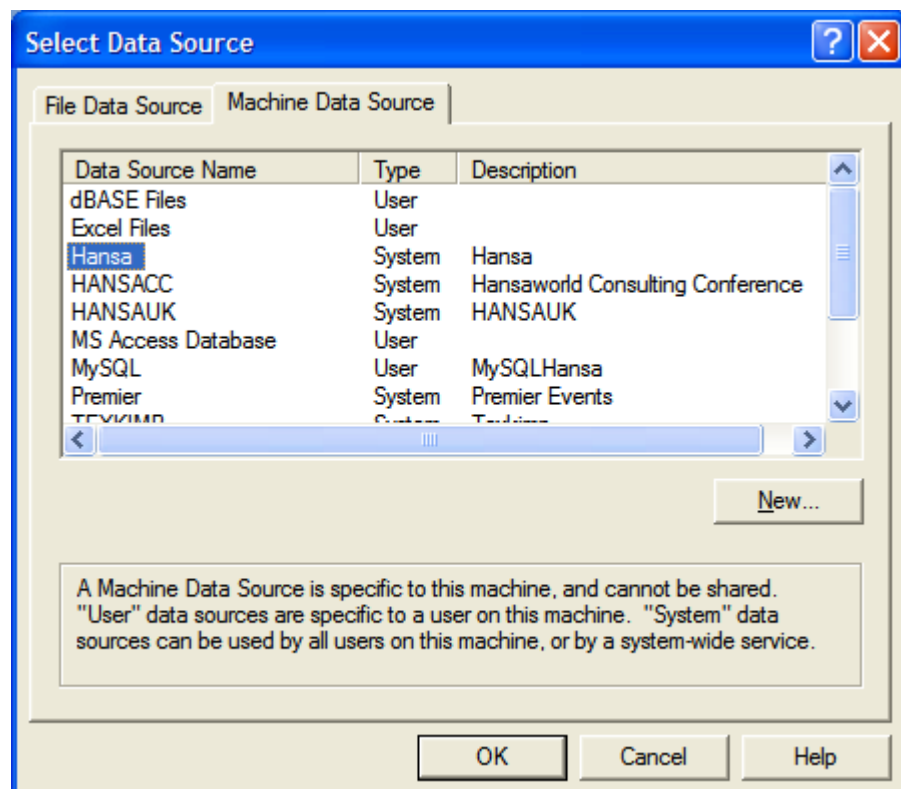 Select Data Source
File Data Source Machine Data Source
Data Source Name Type Description
dBASE Files User
Excel Files User
Hansa System Hansa
HANSACC System Hansaworld Consulting Conference
HANSAUK System HANSAUK
MS Access Database User
MySQL User MySQLHansa
Premier System Premier Events
System
New...
A Machine Data Source is specific to this machine, and cannot be shared.
"User" data sources are specific to a user on this machine. "System" data
sources can be used by all users on this machine, or by a system-wide service.
OK Cancel Help